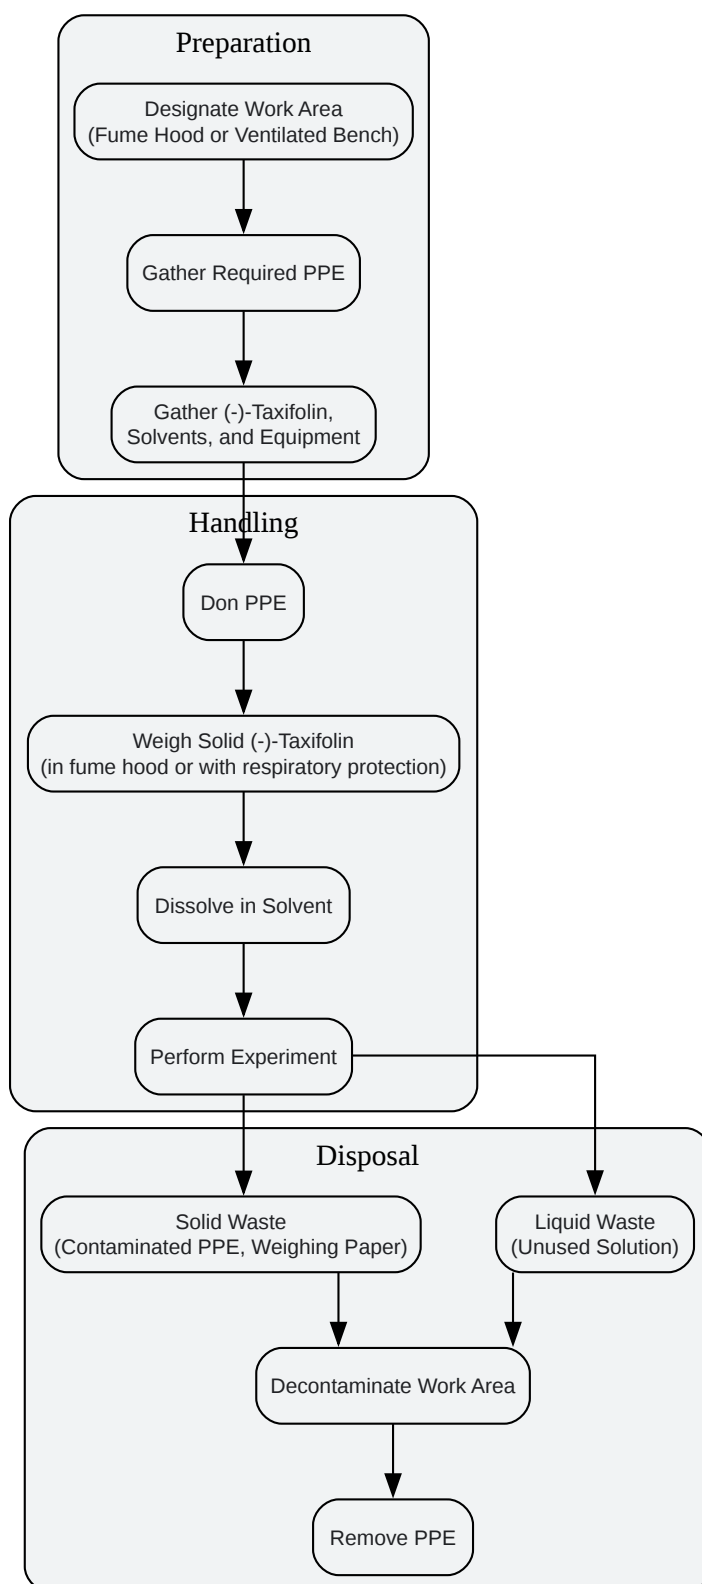 Preparation
Designate Work Area
(Fume Hood or Ventilated Bench)
Gather Required PPE
Gather (-)-Taxifolin,
Solvents, and Equipment
Handling
Don PPE
Weigh Solid (-)-Taxifolin
(in fume hood or with respiratory protection)
Dissolve in Solvent
Perform Experiment
Disposal
Solid Waste
(Contaminated PPE, Weighing Paper)
Liquid Waste
(Unused Solution)
Decontaminate Work Area
Remove PPE